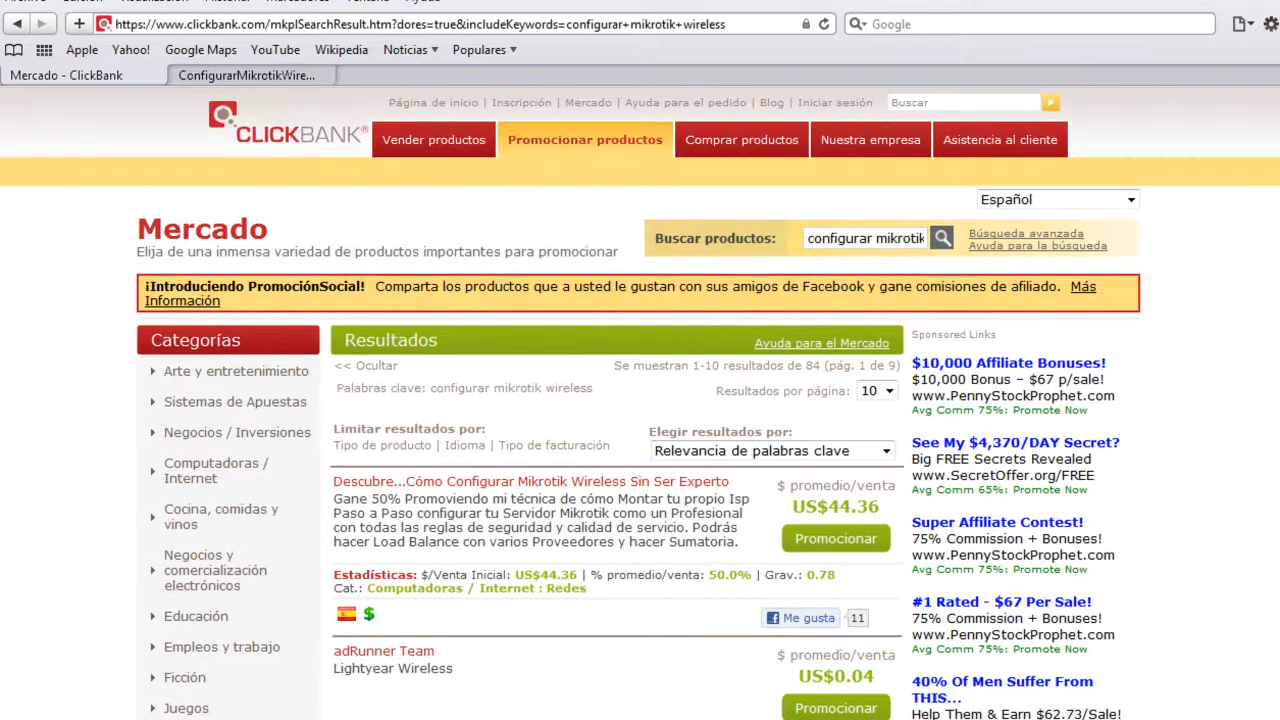 https://www.clickbank.com/mkplSearchResult.htm?dores=true&includeKeywords=configurar+mikrotik+wireless
Google
Apple Yahoo! Google Maps YouTube Wikipedia Noticias Populares
Mercado - ClickBank ConfigurarMikrotikWire...
Página de inicio | Inscripción | Mercado | Ayuda para el pedido | Blog | Iniciar sesión Buscar
CLICKBANK®
Vender productos Promocionar productos Comprar productos Nuestra empresa Asistencia al cliente
Español
Mercado
Elija de una inmensa variedad de productos importantes para promocionar
Buscar productos: configurar mikrotik
Búsqueda avanzada
Ayuda para la búsqueda
¡Introduciendo PromociónSocial! Comparta los productos que a usted le gustan con sus amigos de Facebook y gane comisiones de afiliado. Más
Información
Categorías
Arte y entretenimiento
Sistemas de Apuestas
Negocios / Inversiones
Computadoras /
Internet
Cocina, comidas y
vinos
Negocios y
comercialización
electrónicos
Educación
Empleos y trabajo
Ficción
Juegos
Resultados Ayuda para el Mercado
<< Ocultar Se muestran 1-10 resultados de 84 (pág. 1 de 9)
Palabras clave: configurar mikrotik wireless
Resultados por página: 10
Limitar resultados por:
Tipo de producto | Idioma | Tipo de facturación
Elegir resultados por:
Relevancia de palabras clave
Descubre...Cómo Configurar Mikrotik Wireless Sin Ser Experto
Gane 50% Promoviendo mi técnica de cómo Montar tu propio Isp
Paso a Paso configurar tu Servidor Mikrotik como un Profesional
con todas las reglas de seguridad y calidad de servicio. Podrás
hacer Load Balance con varios Proveedores y hacer Sumatoria.
$ promedio/venta
US$44.36
Promocionar
Estadísticas: $/Venta Inicial: US$44.36 | % promedio/venta: 50.0% | Grav.: 0.78
Cat.: Computadoras / Internet : Redes
$
Me gusta 11
adRunner Team
Lightyear Wireless
$ promedio/venta
US$0.04
Promocionar
Sponsored Links
$10,000 Affiliate Bonuses!
$10,000 Bonus – $67 p/sale!
www.PennyStockProphet.com
Avg Comm 75%: Promote Now
See My $4,370/DAY Secret?
Big FREE Secrets Revealed
www.SecretOffer.org/FREE
Avg Comm 65%: Promote Now
Super Affiliate Contest!
75% Commission + Bonuses!
www.PennyStockProphet.com
Avg Comm 75%: Promote Now
#1 Rated - $67 Per Sale!
75% Commission + Bonuses!
www.PennyStockProphet.com
Avg Comm 75%: Promote Now
40% Of Men Suffer From
THIS...
Help Them & Earn $62.73/Sale!